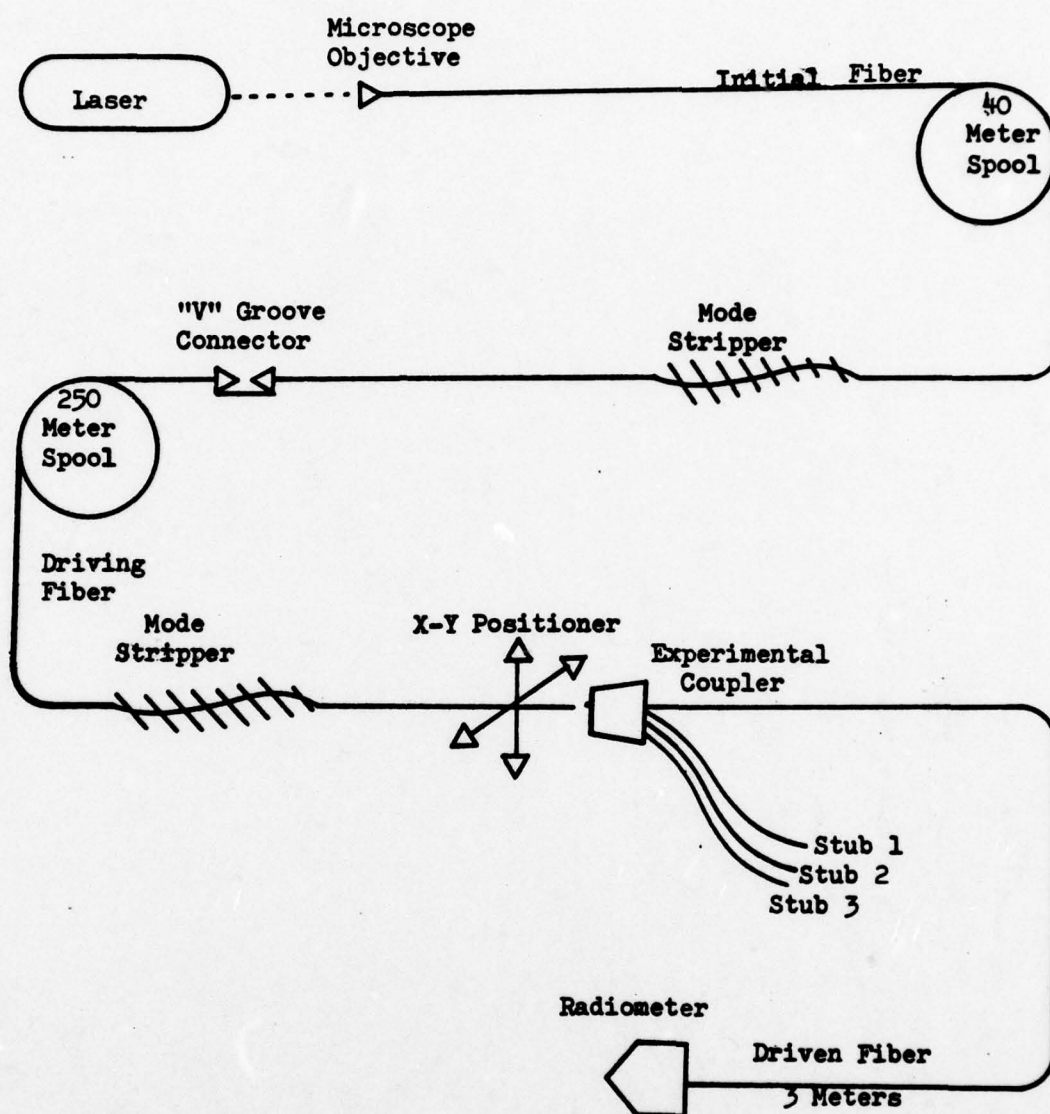 Microscope
Objective
Laser
Initial Fiber
40
Meter
Spool
"V" Groove
Connector
Mode
Stripper
250
Meter
Spool
Driving
Fiber
Mode
Stripper
X-Y Positioner
Experimental
Coupler
Stub 1
Stub 2
Stub 3
Radiometer
Driven Fiber
3 Meters